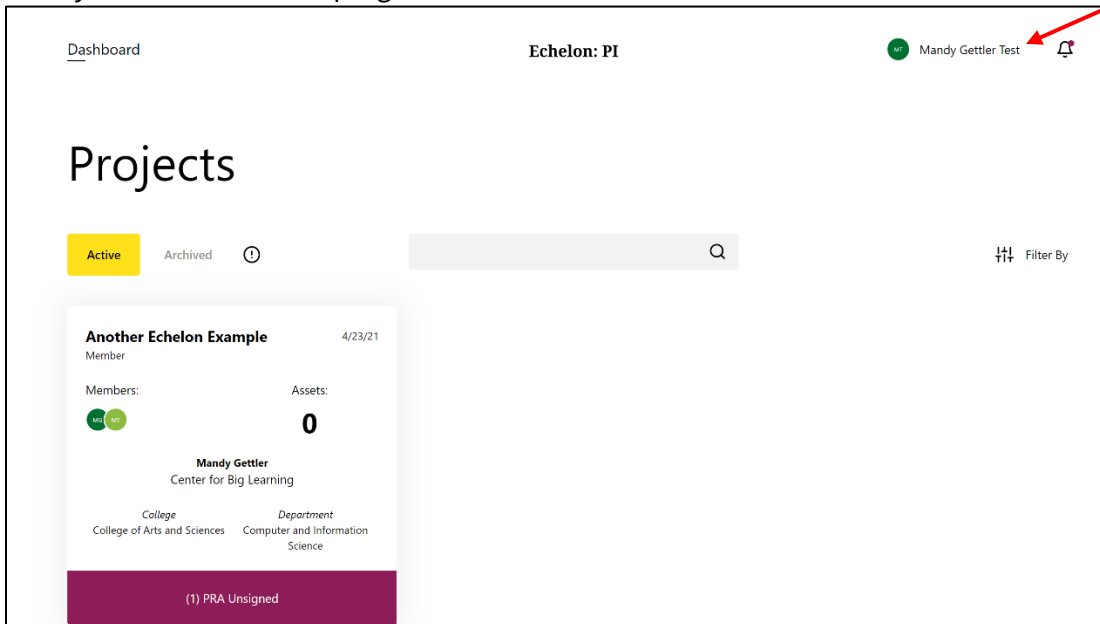 Dashboard
Echelon: PI
MT Mandy Gettler Test
Projects
Active Archived
Filter By
Another Echelon Example 4/23/21
Member
Members: Assets:
MG MT 0
Mandy Gettler
Center for Big Learning
College Department
College of Arts and Sciences Computer and Information
Science
(1) PRA Unsigned